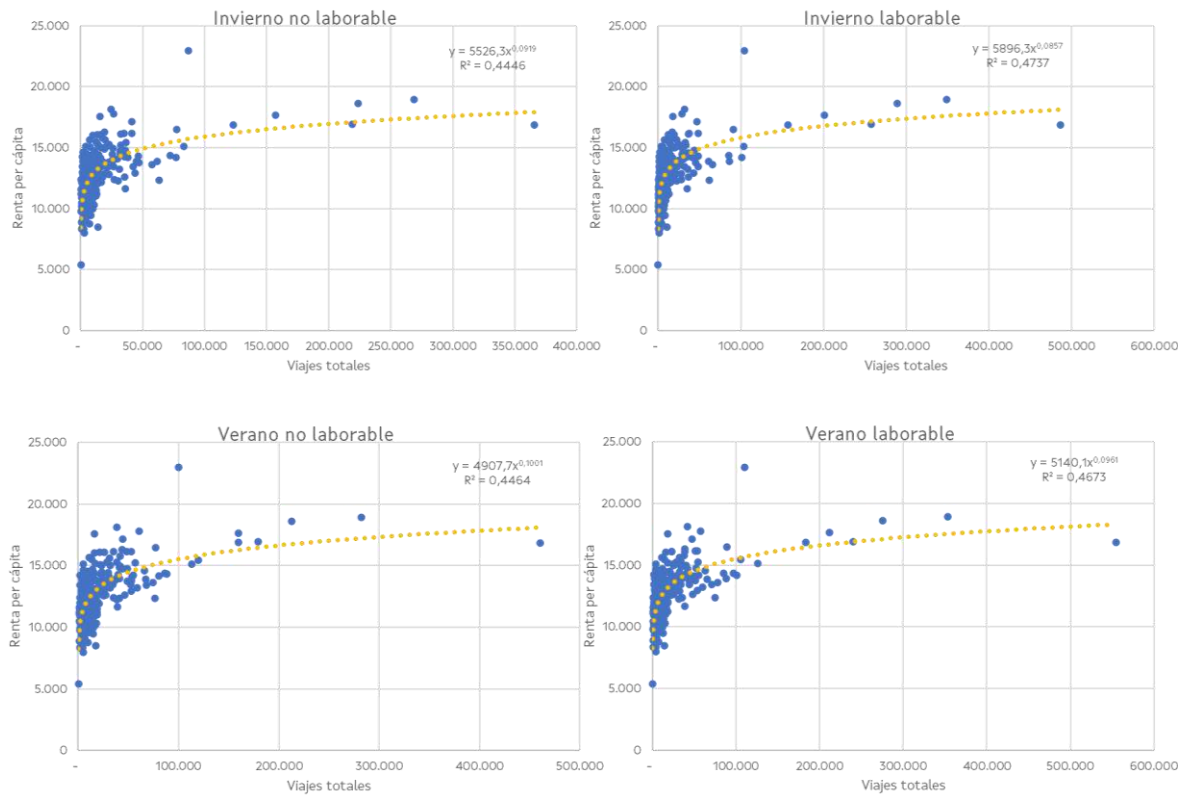 Invierno no laborable
25.000
20.000
15.000
10.000
5.000
0
Renta per cápita
y = 5526,3x^0,0919
R² = 0,4446
- 50.000 100.000 150.000 200.000 250.000 300.000 350.000 400.000
Viajes totales
Invierno laborable
25.000
20.000
15.000
10.000
5.000
0
Renta per cápita
y = 5896,3x^0,0857
R² = 0,4737
- 100.000 200.000 300.000 400.000 500.000 600.000
Viajes totales
Verano no laborable
25.000
20.000
15.000
10.000
5.000
0
Renta per cápita
y = 4907,7x^0,1001
R² = 0,4464
- 100.000 200.000 300.000 400.000 500.000
Viajes totales
Verano laborable
25.000
20.000
15.000
10.000
5.000
0
Renta per cápita
y = 5140,1x^0,0961
R² = 0,4673
- 100.000 200.000 300.000 400.000 500.000 600.000
Viajes totales